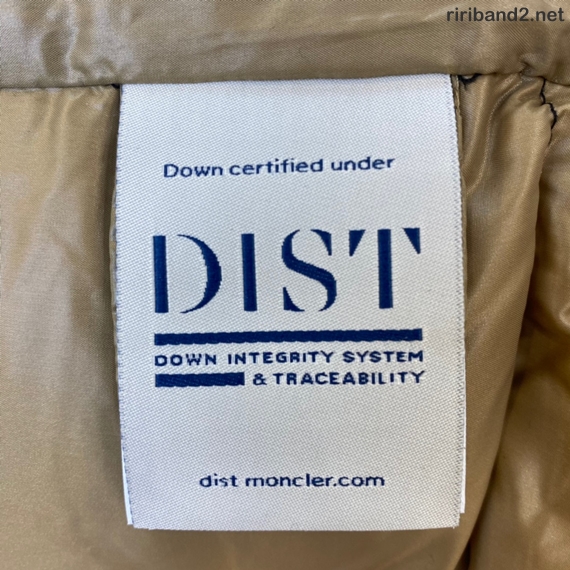 ririband2.net
Down certified under
DIST
DOWN INTEGRITY SYSTEM
& TRACEABILITY
dist moncler.com